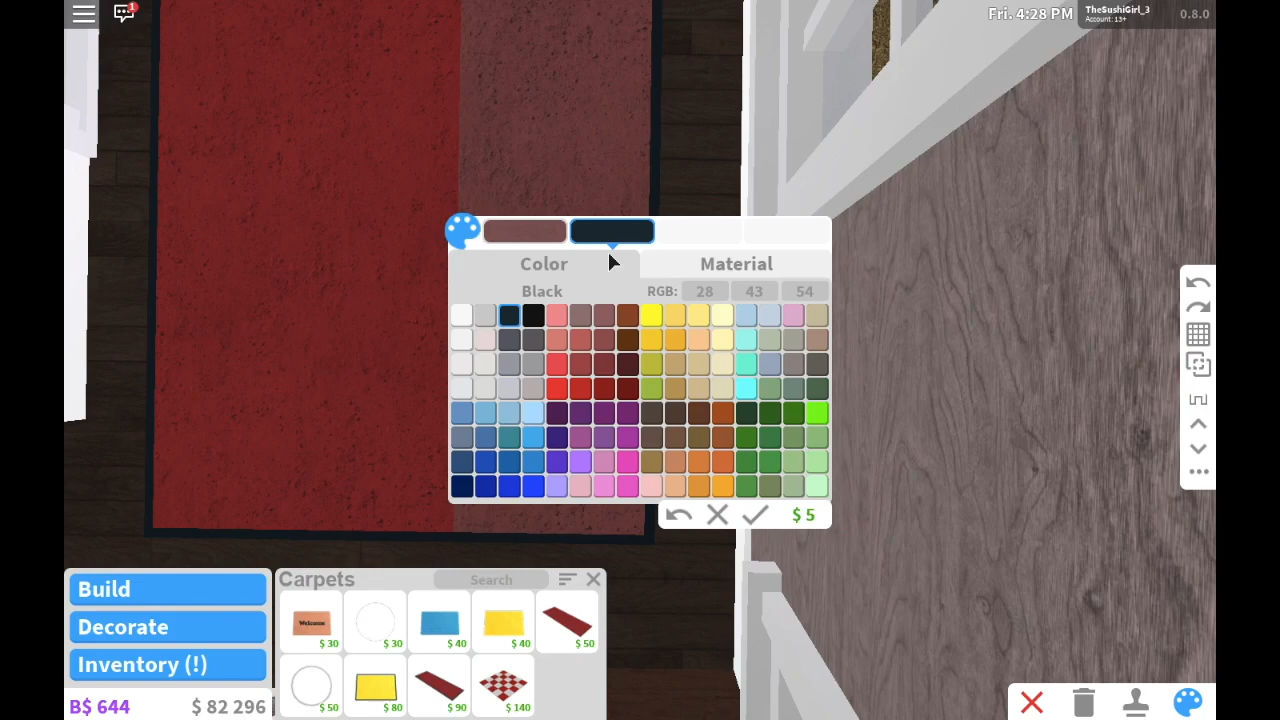 1
Fri. 4:28 PM
TheSushiGirl_3
Account: 13+
0.8.0
Color
Material
Black
RGB: 28 43 54
$ 5
Build
Decorate
Inventory (!)
B$ 644
$ 82 296
Carpets
Search
Welcome
$ 30
$ 30
$ 40
$ 40
$ 50
$ 50
$ 80
$ 90
$ 140